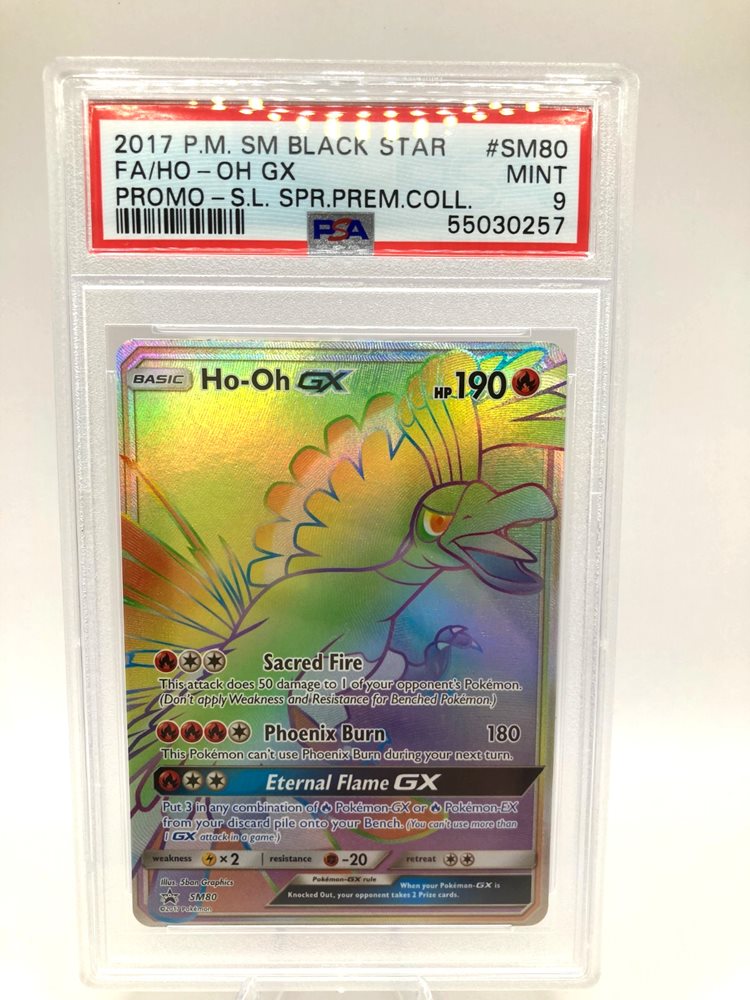 2017 P.M. SM BLACK STAR #SM80
FA/HO-OH GX MINT
PROMO-S.L. SPR.PREM.COLL. 9
PSA 55030257
BASIC Ho-Oh GX HP 190
Sacred Fire
This attack does 50 damage to 1 of your opponent's Pokémon.
(Don't apply Weakness and Resistance for Benched Pokémon.)
Phoenix Burn 180
This Pokémon can't use Phoenix Burn during your next turn.
Eternal Flame GX
Put 3 in any combination of Pokémon-GX or Pokémon-EX
from your discard pile onto your Bench. (You can't use more than
1 GX attack in a game.)
weakness ×2 resistance -20 retreat
Illus. 5ban Graphics Pokémon-GX rule When your Pokémon-GX is
Knocked Out, your opponent takes 2 Prize cards.
SM80
©2017 Pokémon